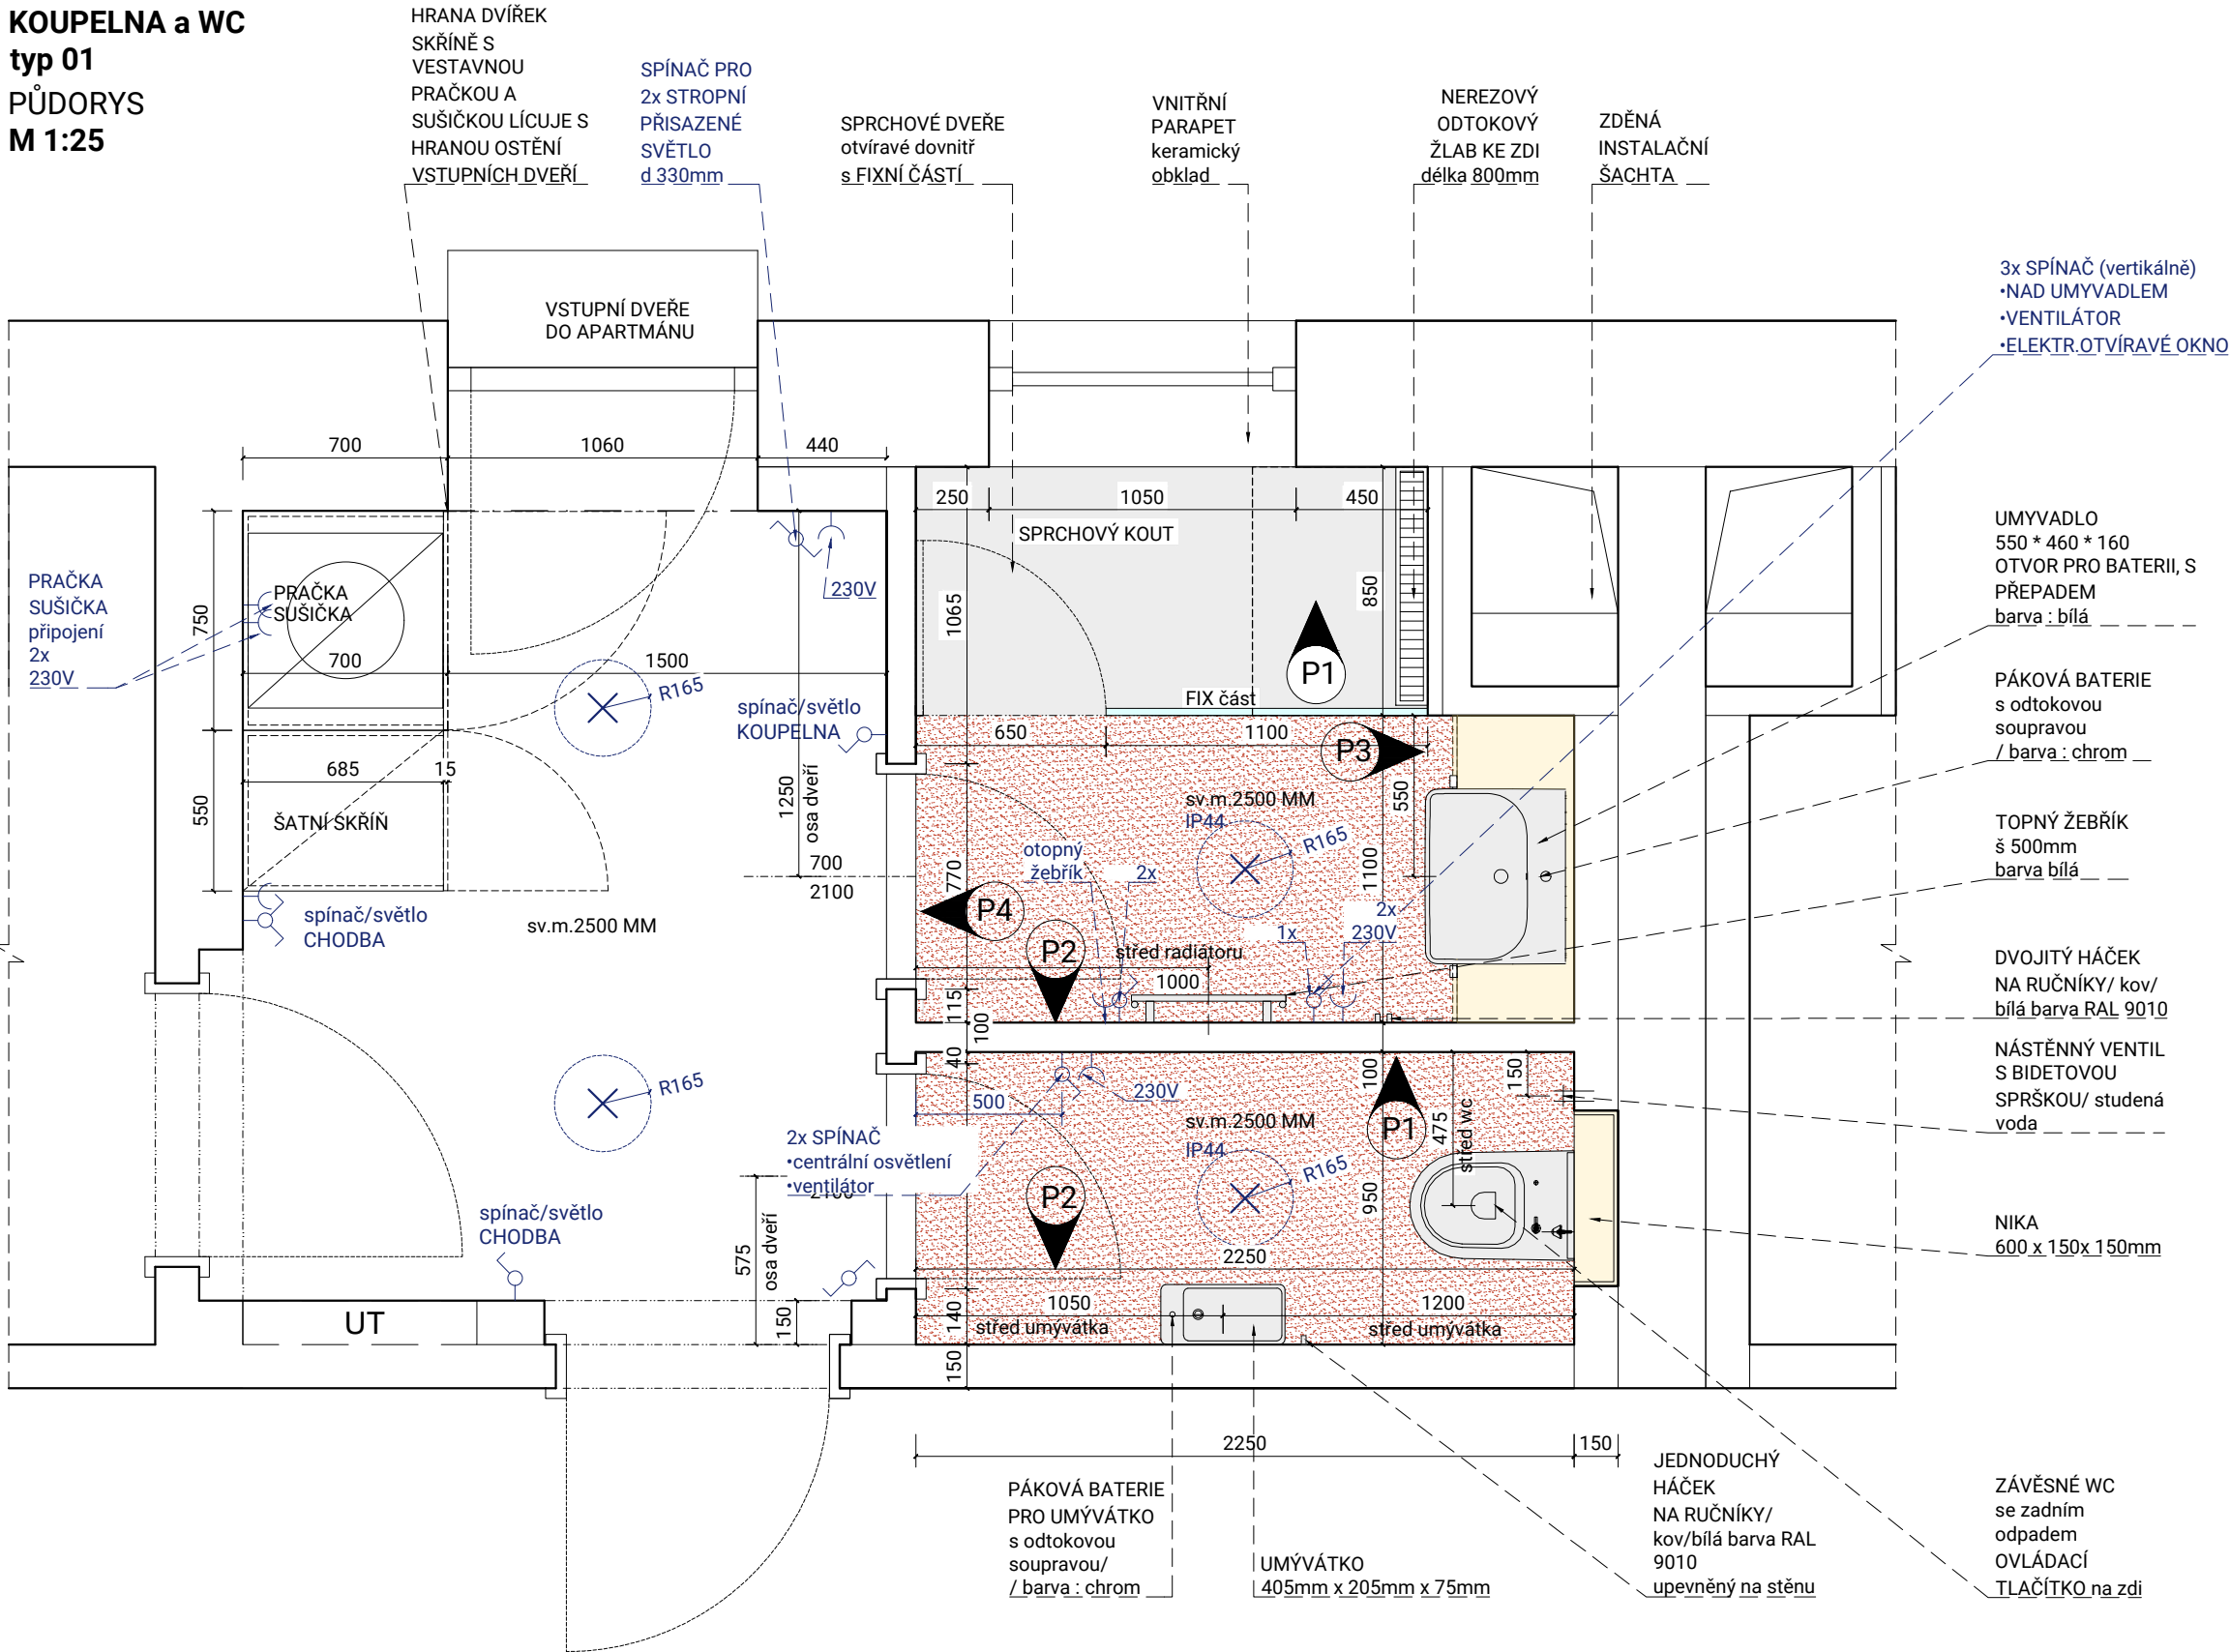 KOUPELNA a WC
typ 01
PŮDORYS
M 1:25
HRANA DVÍŘEK
SKŘÍNĚ S
VESTAVNOU
PRAČKOU A
SUŠIČKOU LÍCUJE S
HRANOU OSTĚNÍ
VSTUPNÍCH DVEŘÍ
SPÍNAČ PRO
2x STROPNÍ
PŘISAZENÉ
SVĚTLO
d 330mm
SPRCHOVÉ DVEŘE
otvíravé dovnitř
s FIXNÍ ČÁSTÍ
VNITŘNÍ
PARAPET
keramický
obklad
NEREZOVÝ
ODTOKOVÝ
ŽLAB KE ZDI
délka 800mm
ZDĚNÁ
INSTALAČNÍ
ŠACHTA
3x SPÍNAČ (vertikálně)
•NAD UMYVADLEM
•VENTILÁTOR
•ELEKTR.OTVÍRAVÉ OKNO
VSTUPNÍ DVEŘE
DO APARTMÁNU
700
1060
440
250
1050
450
SPRCHOVÝ KOUT
UMYVADLO
550 * 460 * 160
OTVOR PRO BATERII, S
PŘEPADEM
barva : bílá
PRAČKA
SUŠIČKA
připojení
2x
230V
PRAČKA
SUŠIČKA
750
700
1500
R165
230V
1065
850
P1
FIX část
spínač/světlo
KOUPELNA
650
1100
P3
PÁKOVÁ BATERIE
s odtokovou
soupravou
/ barva : chrom
685
15
550
ŠATNÍ SKŘÍŇ
1250
osa dveří
700
2100
sv.m.2500 MM
IP44
R165
550
1100
otopný
žebřík
2x
770
P4
P2
střed radiátoru
1000
1x
2x
230V
115
100
40
TOPNÝ ŽEBŘÍK
š 500mm
barva bílá
spínač/světlo
CHODBA
sv.m.2500 MM
DVOJITÝ HÁČEK
NA RUČNÍKY/ kov/
bílá barva RAL 9010
NÁSTĚNNÝ VENTIL
S BIDETOVOU
SPRŠKOU/ studená
voda
R165
500
230V
100
P1
475
střed wc
150
sv.m.2500 MM
IP44
R165
2x SPÍNAČ
•centrální osvětlení
•ventilátor
2100
P2
950
2250
NIKA
600 x 150x 150mm
spínač/světlo
CHODBA
575
osa dveří
150
UT
140
150
1050
střed umývátka
1200
střed umývátka
2250
150
PÁKOVÁ BATERIE
PRO UMÝVÁTKO
s odtokovou
soupravou/
/ barva : chrom
UMÝVÁTKO
405mm x 205mm x 75mm
JEDNODUCHÝ
HÁČEK
NA RUČNÍKY/
kov/bílá barva RAL
9010
upevněný na stěnu
ZÁVĚSNÉ WC
se zadním
odpadem
OVLÁDACÍ
TLAČÍTKO na zdi